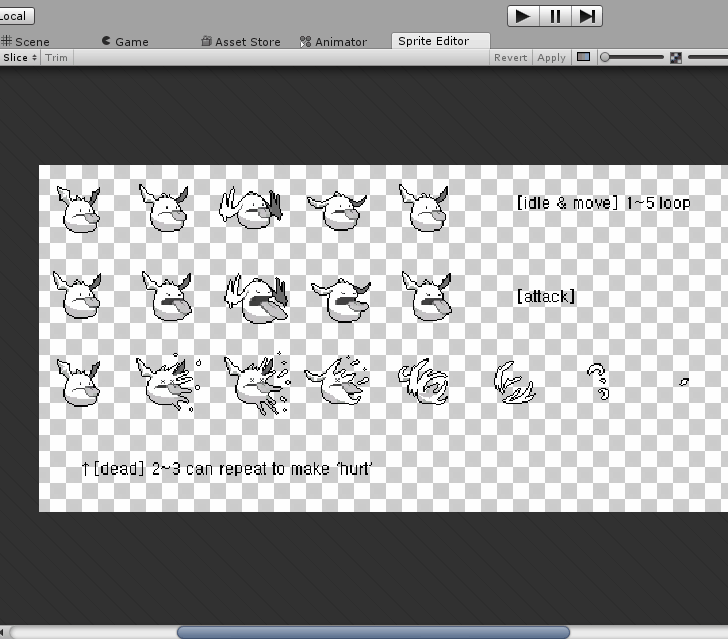 Local
Scene Game Asset Store Animator Sprite Editor
Slice Trim Revert Apply
[idle & move] 1~5 loop
[attack]
↑[dead] 2~3 can repeat to make 'hurt'